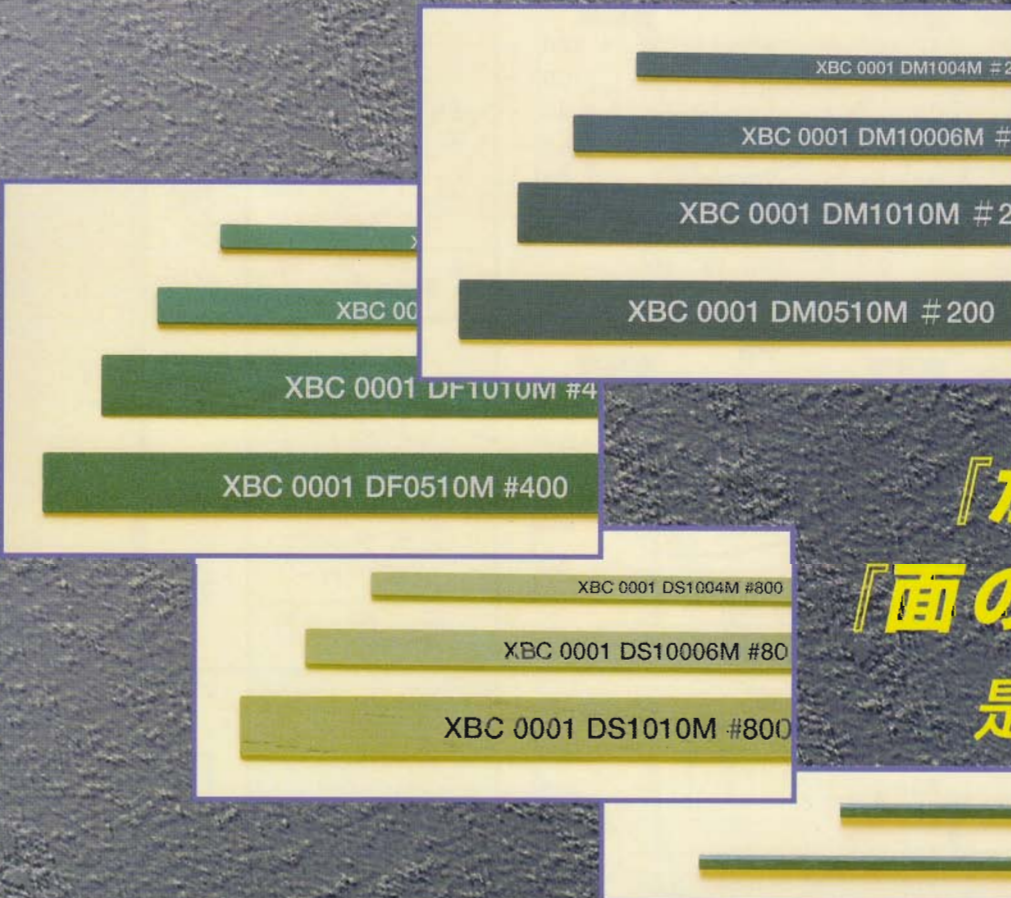 XBC 0001 DM1004M #2
XBC 0001 DM10006M #
XBC 0001 DM1010M #2
XBC 0001 DM0510M #200
XBC 00
XBC 0001 DF1010M #4
XBC 0001 DF0510M #400
XBC 0001 DS1004M #800
XBC 0001 DS10006M #80
XBC 0001 DS1010M #800
『面の
是